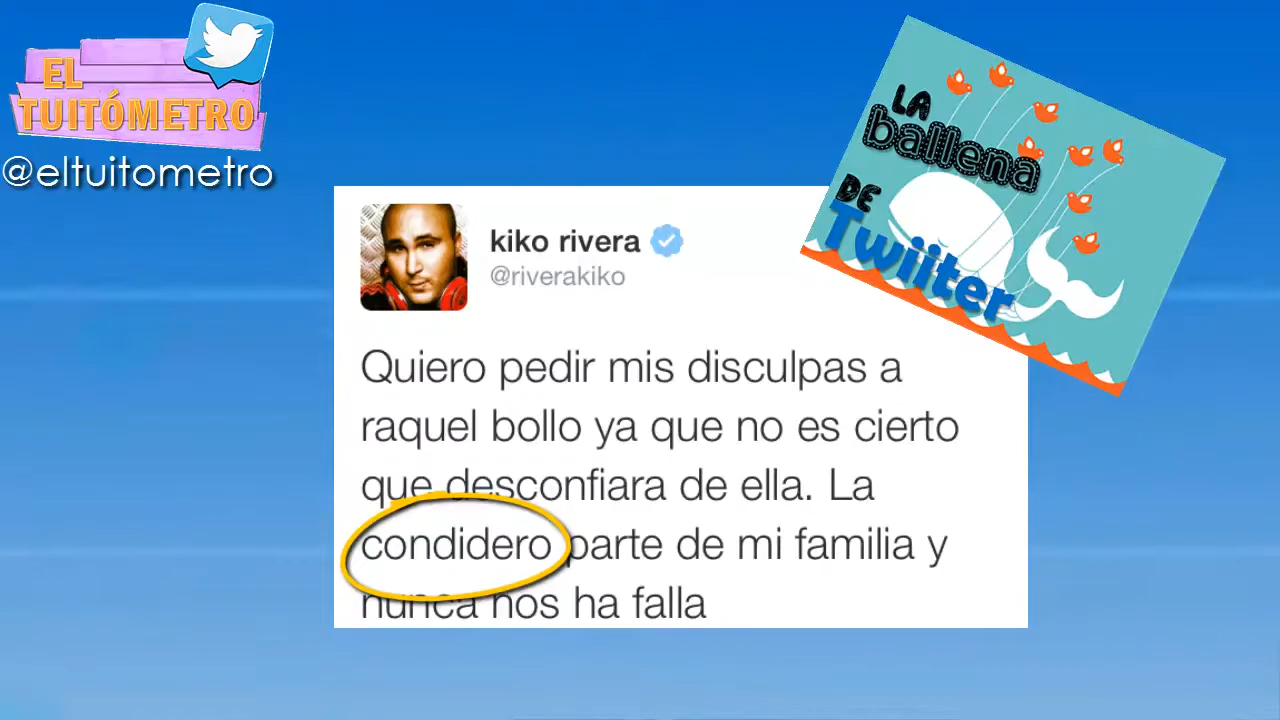 EL
TUITÓMETRO
@eltuitometro
LA
ballena
DE
Twiiter
kiko rivera
@riverakiko
Quiero pedir mis disculpas a
raquel bollo ya que no es cierto
que desconfiara de ella. La
condidero parte de mi familia y
nunca nos ha falla